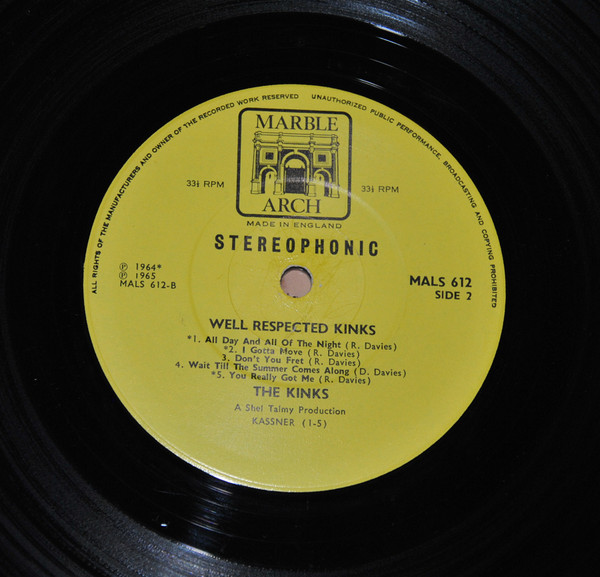 ALL RIGHTS OF THE MANUFACTURERS AND OWNER OF THE RECORDED WORK RESERVED UNAUTHORIZED PUBLIC PERFORMANCE, BROADCASTING AND COPYING PROHIBITED
MARBLE
ARCH
33⅓ RPM 33⅓ RPM
MADE IN ENGLAND
STEREOPHONIC
℗ 1964*
℗ 1965
MALS 612-B
MALS 612
SIDE 2
WELL RESPECTED KINKS
*1. All Day And All Of The Night (R. Davies)
*2. I Gotta Move (R. Davies)
3. Don't You Fret (R. Davies)
4. Wait Till The Summer Comes Along (D. Davies)
*5. You Really Got Me (R. Davies)
THE KINKS
A Shel Talmy Production
KASSNER (1-5)